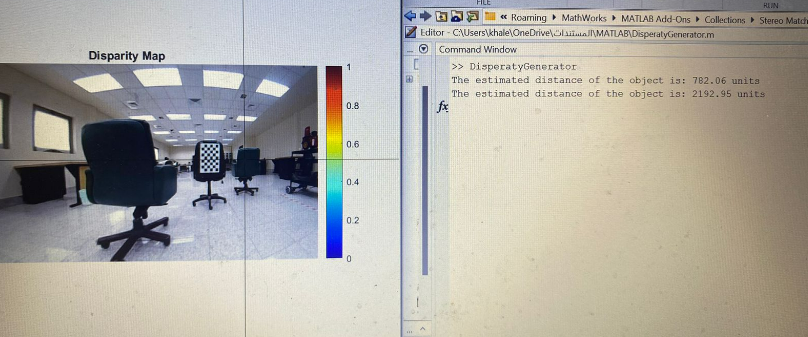 Disparity Map
1
0.8
0.6
0.4
0.2
0
FILE
RUN
« Roaming ▸ MathWorks ▸ MATLAB Add-Ons ▸ Collections ▸ Stereo Match
Editor - C:\Users\khale\OneDrive\المستندات\MATLAB\DisperatyGenerator.m
Command Window
>> DisperatyGenerator
The estimated distance of the object is: 782.06 units
The estimated distance of the object is: 2192.95 units
fx